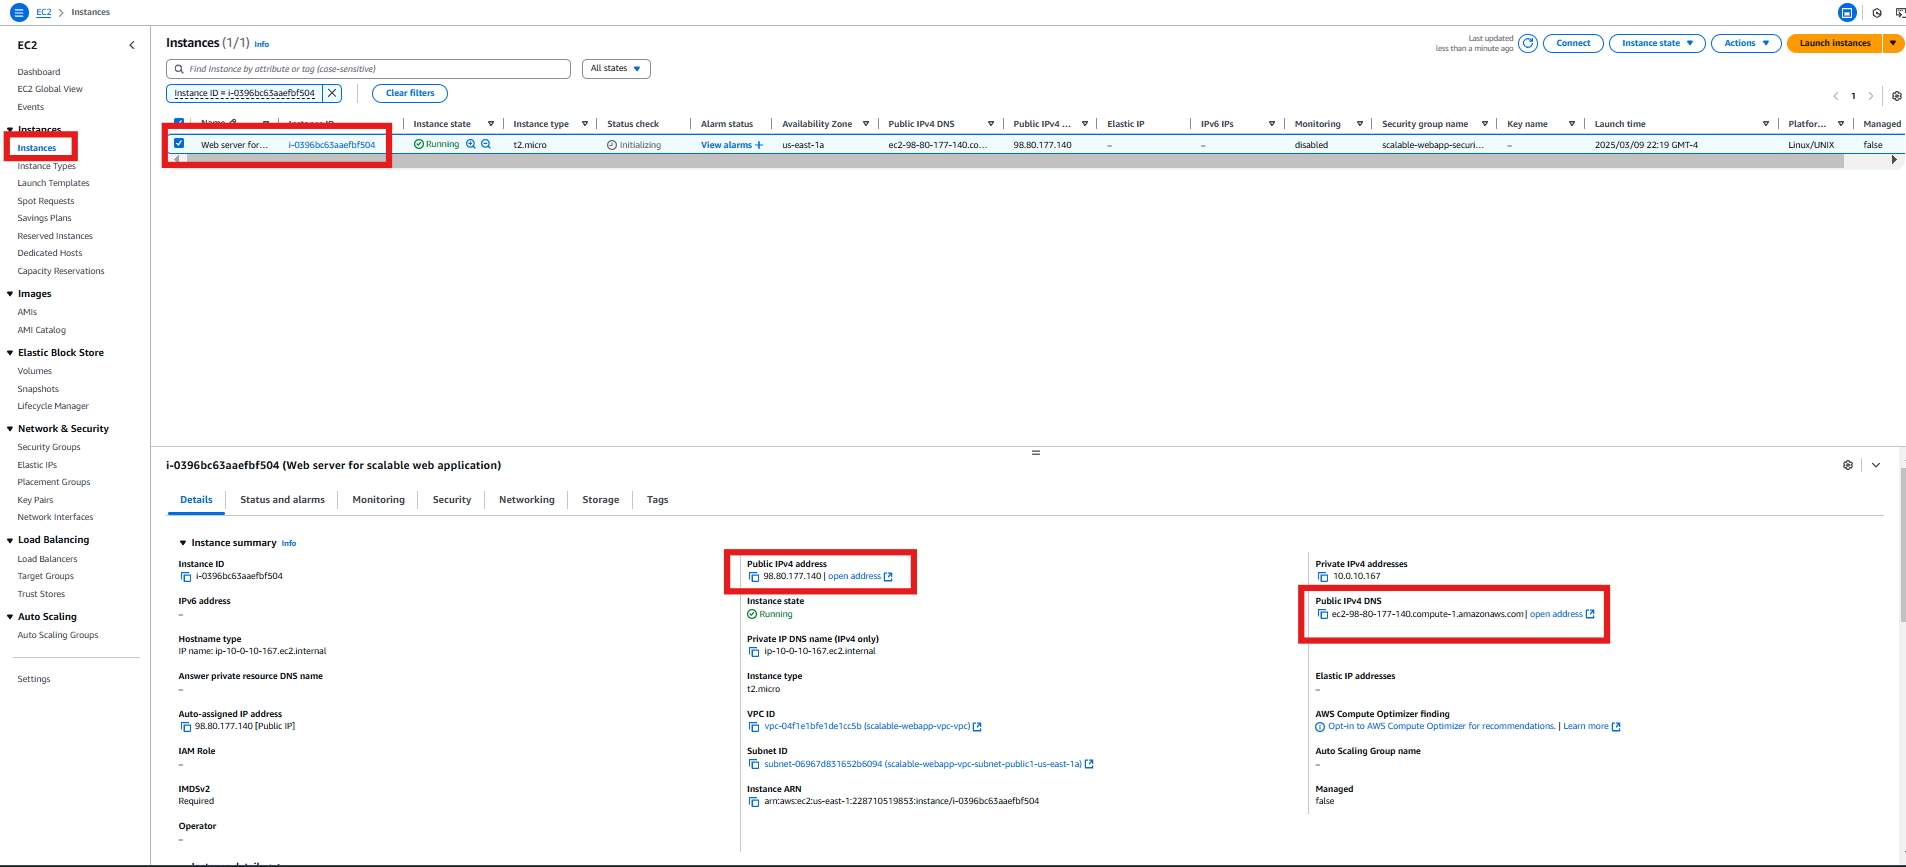 EC2 > Instances
EC2
Dashboard
EC2 Global View
Events
Instances
Instances
Instance Types
Launch Templates
Spot Requests
Savings Plans
Reserved Instances
Dedicated Hosts
Capacity Reservations
Images
AMIs
AMI Catalog
Elastic Block Store
Volumes
Snapshots
Lifecycle Manager
Network & Security
Security Groups
Elastic IPs
Placement Groups
Key Pairs
Network Interfaces
Load Balancing
Load Balancers
Target Groups
Trust Stores
Auto Scaling
Auto Scaling Groups
Settings
Instances (1/1) Info
Last updated
less than a minute ago
Connect
Instance state
Actions
Launch instances
Find Instance by attribute or tag (case-sensitive)
All states
Instance ID = i-0396bc63aaefbf504
Clear filters
1
Name Instance ID Instance state Instance type Status check Alarm status Availability Zone Public IPv4 DNS Public IPv4 ... Elastic IP IPv6 IPs Monitoring Security group name Key name Launch time Platfor... Managed
Web server for... i-0396bc63aaefbf504 Running t2.micro Initializing View alarms + us-east-1a ec2-98-80-177-140.co... 98.80.177.140 – – disabled scalable-webapp-securi... – 2025/03/09 22:19 GMT-4 Linux/UNIX false
i-0396bc63aaefbf504 (Web server for scalable web application)
Details Status and alarms Monitoring Security Networking Storage Tags
Instance summary Info
Instance ID
i-0396bc63aaefbf504
Public IPv4 address
98.80.177.140 | open address
Private IPv4 addresses
10.0.10.167
IPv6 address
–
Instance state
Running
Public IPv4 DNS
ec2-98-80-177-140.compute-1.amazonaws.com | open address
Hostname type
IP name: ip-10-0-10-167.ec2.internal
Private IP DNS name (IPv4 only)
ip-10-0-10-167.ec2.internal
Answer private resource DNS name
–
Instance type
t2.micro
Elastic IP addresses
–
Auto-assigned IP address
98.80.177.140 [Public IP]
VPC ID
vpc-04f1e1bfe1de1cc5b (scalable-webapp-vpc-vpc)
AWS Compute Optimizer finding
Opt-in to AWS Compute Optimizer for recommendations. | Learn more
IAM Role
–
Subnet ID
subnet-06967d831652b6094 (scalable-webapp-vpc-subnet-public1-us-east-1a)
Auto Scaling Group name
–
IMDSv2
Required
Instance ARN
arn:aws:ec2:us-east-1:228710519853:instance/i-0396bc63aaefbf504
Managed
false
Operator
–